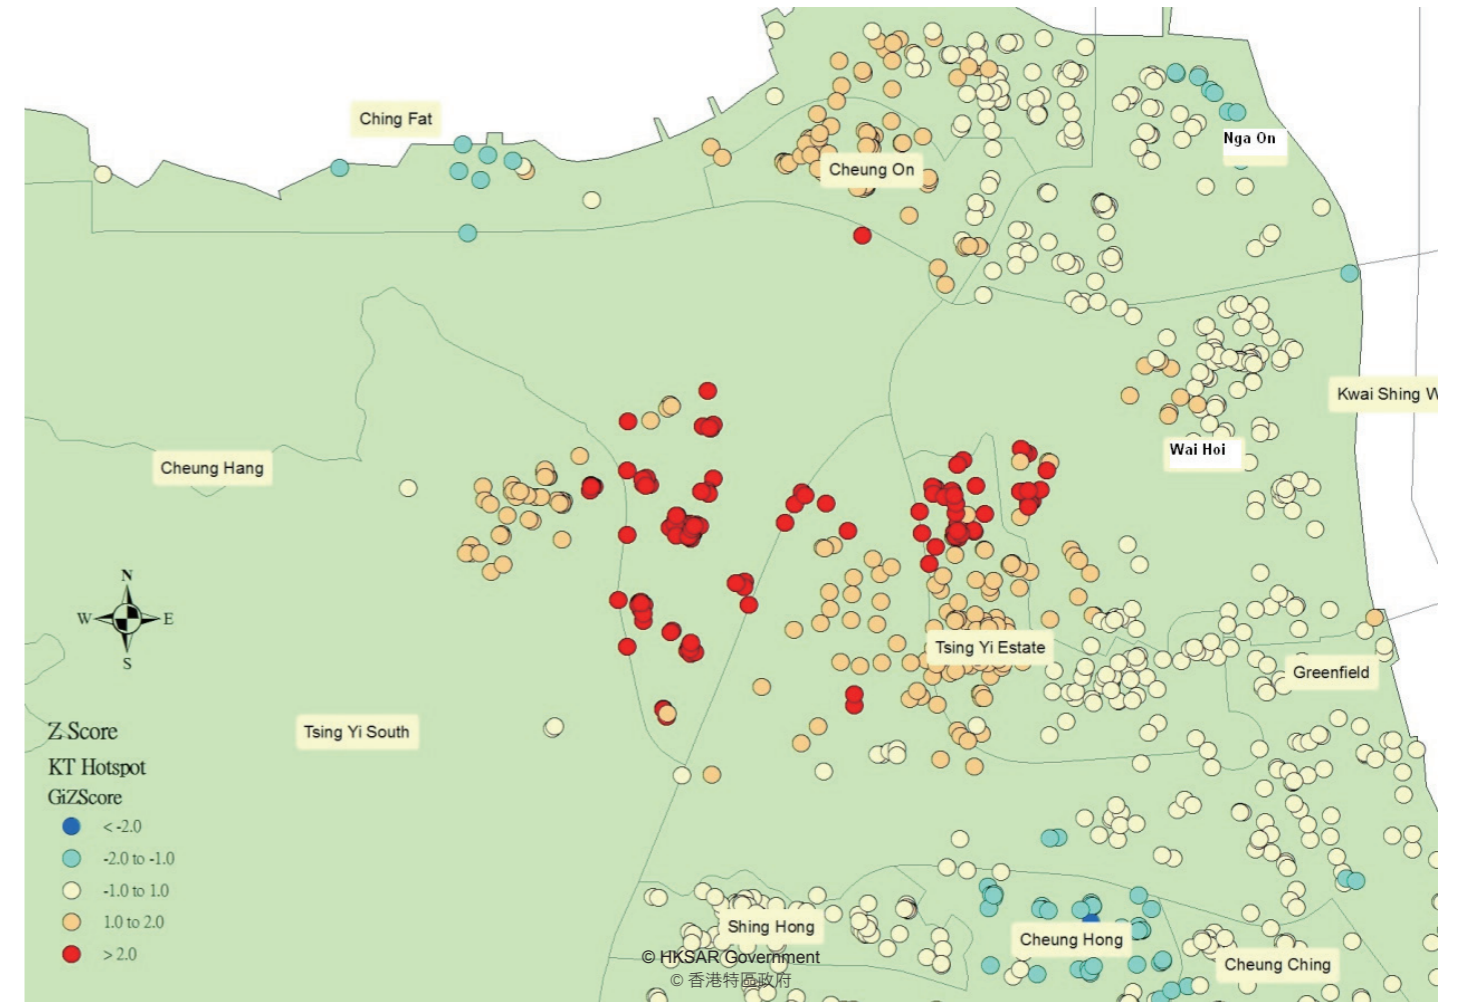 Ching Fat
Nga On
Cheung On
Kwai Shing W
Wai Hoi
Cheung Hang
N
W
E
S
Tsing Yi Estate
Greenfield
Tsing Yi South
Z Score
KT Hotspot
GiZScore
< -2.0
-2.0 to -1.0
-1.0 to 1.0
1.0 to 2.0
> 2.0
Shing Hong
Cheung Hong
Cheung Ching
© HKSAR Government
© 香港特區政府